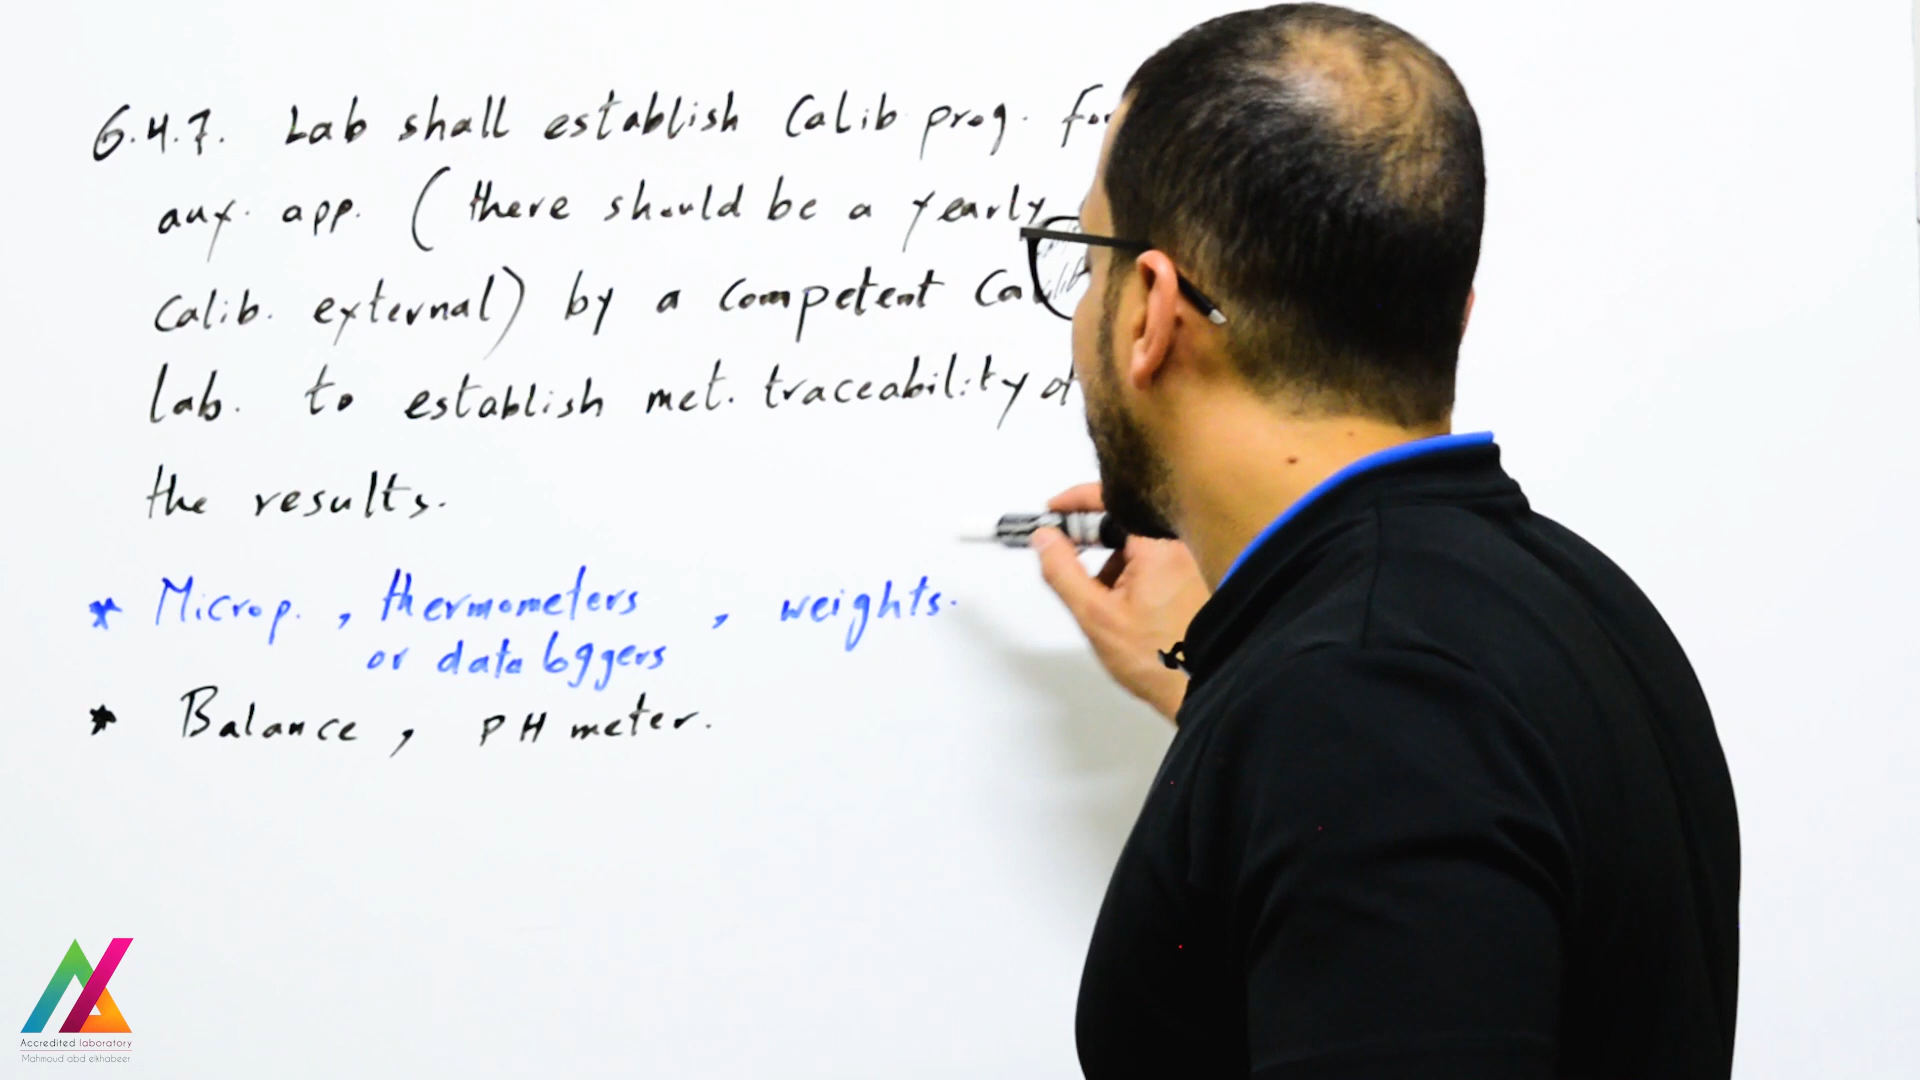 6.4.7. Lab shall establish Calib prog. for
aux. app. ( there should be a yearly
Calib. external) by a competent
lab. to establish met. traceability of
the results.
* Microp. , thermometers , weights.
or data loggers
* Balance , PH meter.
Accredited laboratory
Mahmoud abd elkhabeer